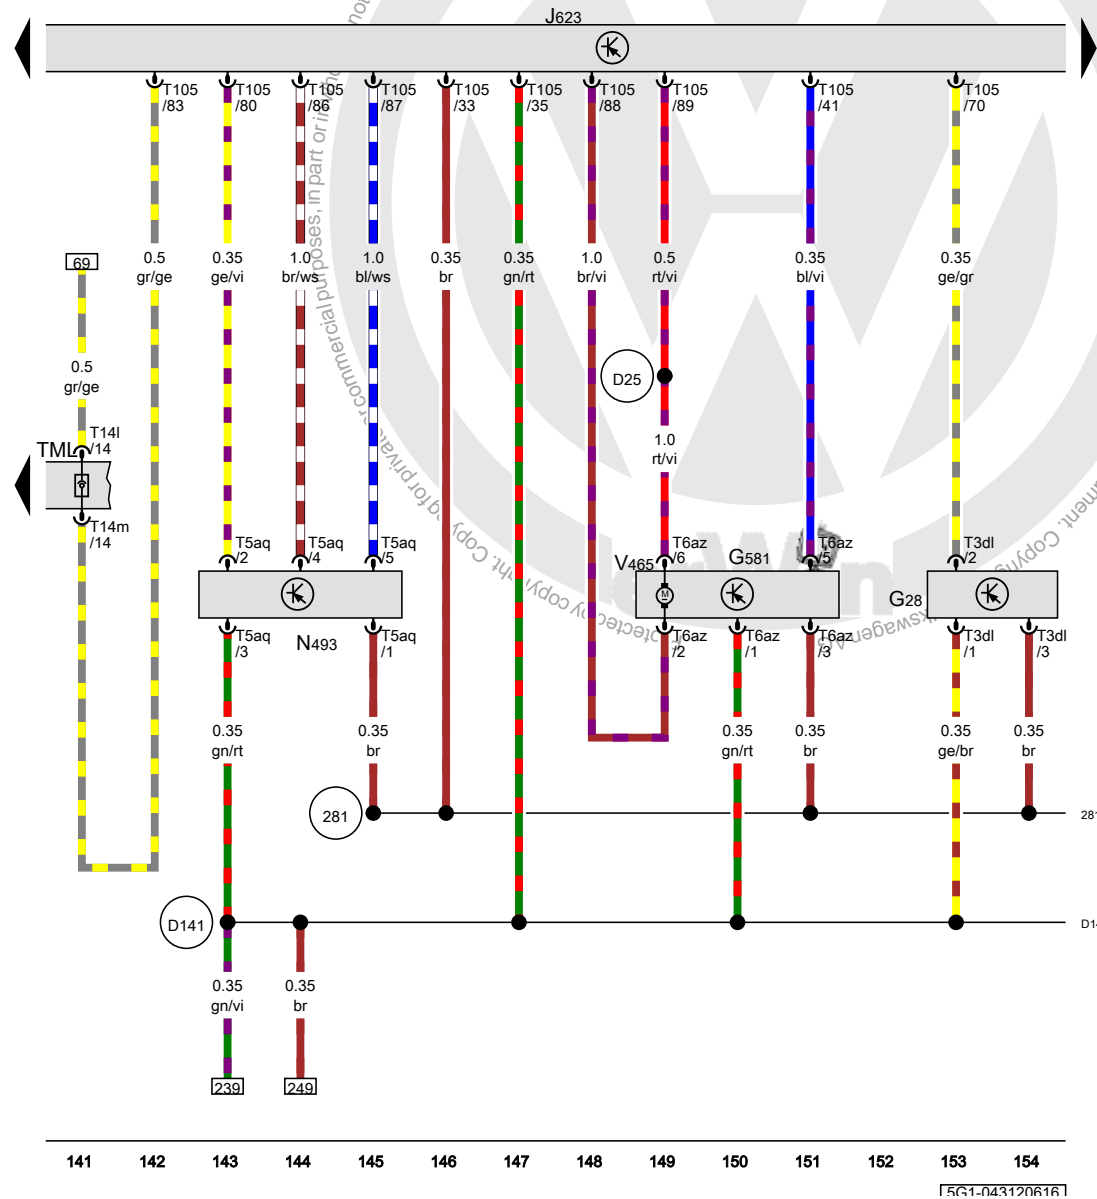 J623
T105 T105 T105 T105 T105 T105 T105 T105 T105 T105
/83 /80 /86 /87 /33 /35 /88 /89 /41 /70
69
0.5 0.35 1.0 1.0 0.35 0.35 1.0 0.5 0.35 0.35
gr/ge ge/vi br/ws bl/ws br gn/rt br/vi rt/vi bl/vi ge/gr
0.5
gr/ge
D25
T14l
/14
TML
1.0
rt/vi
T14m
/14
T5aq T5aq T5aq T6az T6az T3dl
/2 /4 /5 /6 /5 /2
V465 G581
G28
N493
T5aq T5aq T6az T6az T6az T3dl T3dl
/3 /1 /2 /1 /3 /1 /3
0.35 0.35 0.35 0.35 0.35 0.35
gn/rt br gn/rt br ge/br br
281 281
D141 D14
0.35 0.35
gn/vi br
239 249
141 142 143 144 145 146 147 148 149 150 151 152 153 154
5G1-043120616